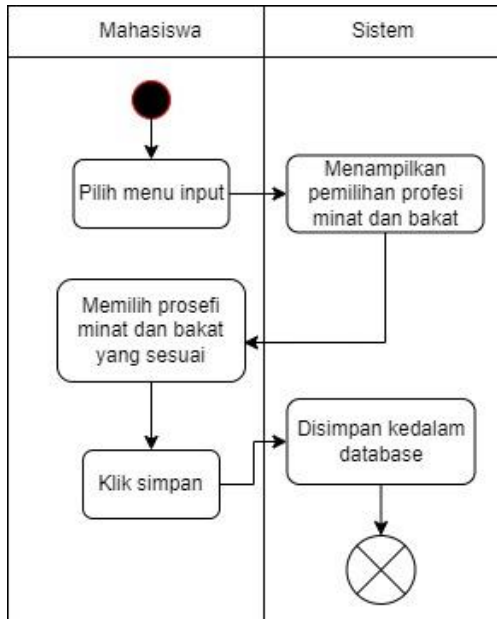 Mahasiswa
Sistem
Pilih menu input
Menampilkan
pemilihan profesi
minat dan bakat
Memilih prosefi
minat dan bakat
yang sesuai
Klik simpan
Disimpan kedalam
database